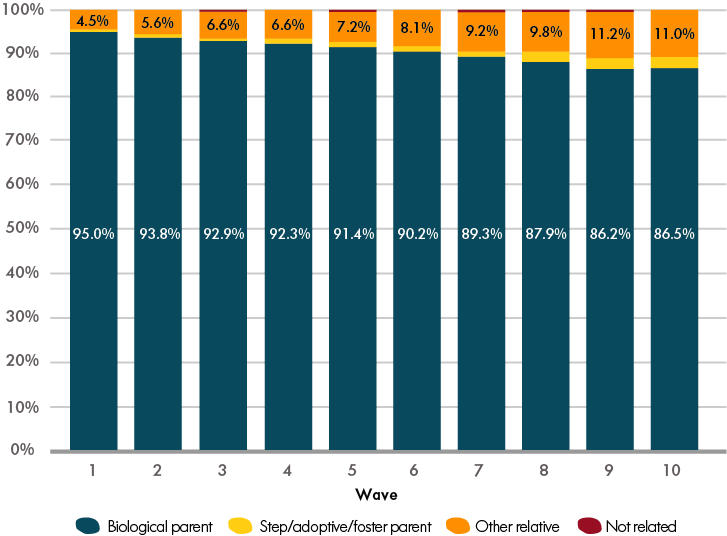 100%
4.5% 5.6% 6.6% 6.6% 7.2% 8.1% 9.2% 9.8% 11.2% 11.0%
90%
80%
70%
60%
50%
95.0% 93.8% 92.9% 92.3% 91.4% 90.2% 89.3% 87.9% 86.2% 86.5%
40%
30%
20%
10%
0%
1 2 3 4 5 6 7 8 9 10
Wave
Biological parent Step/adoptive/foster parent Other relative Not related